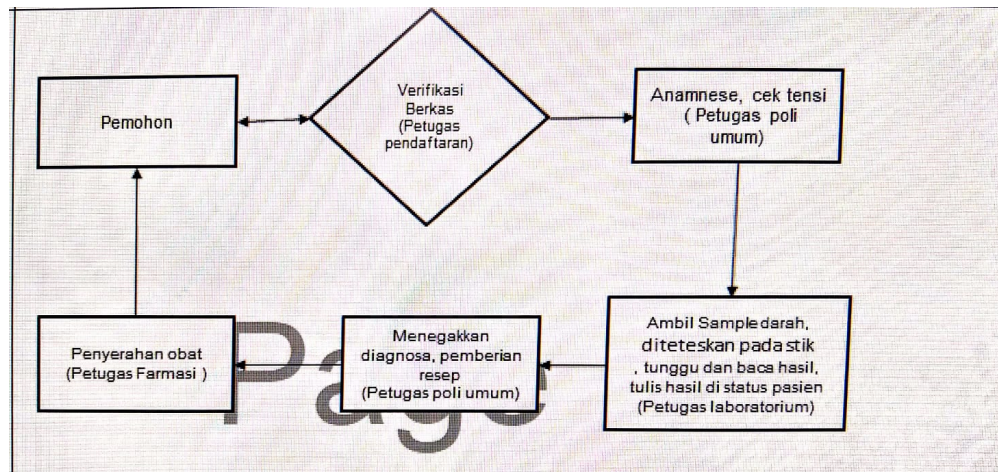 Pemohon
Verifikasi
Berkas
(Petugas
pendaftaran)
Anamnese, cek tensi
( Petugas poli
umum)
Ambil Sample darah,
diteteskan pada stik
, tunggu dan baca hasil,
tulis hasil di status pasien
(Petugas laboratorium)
Menegakkan
diagnosa, pemberian
resep
(Petugas poli umum)
Penyerahan obat
(Petugas Farmasi )
Page